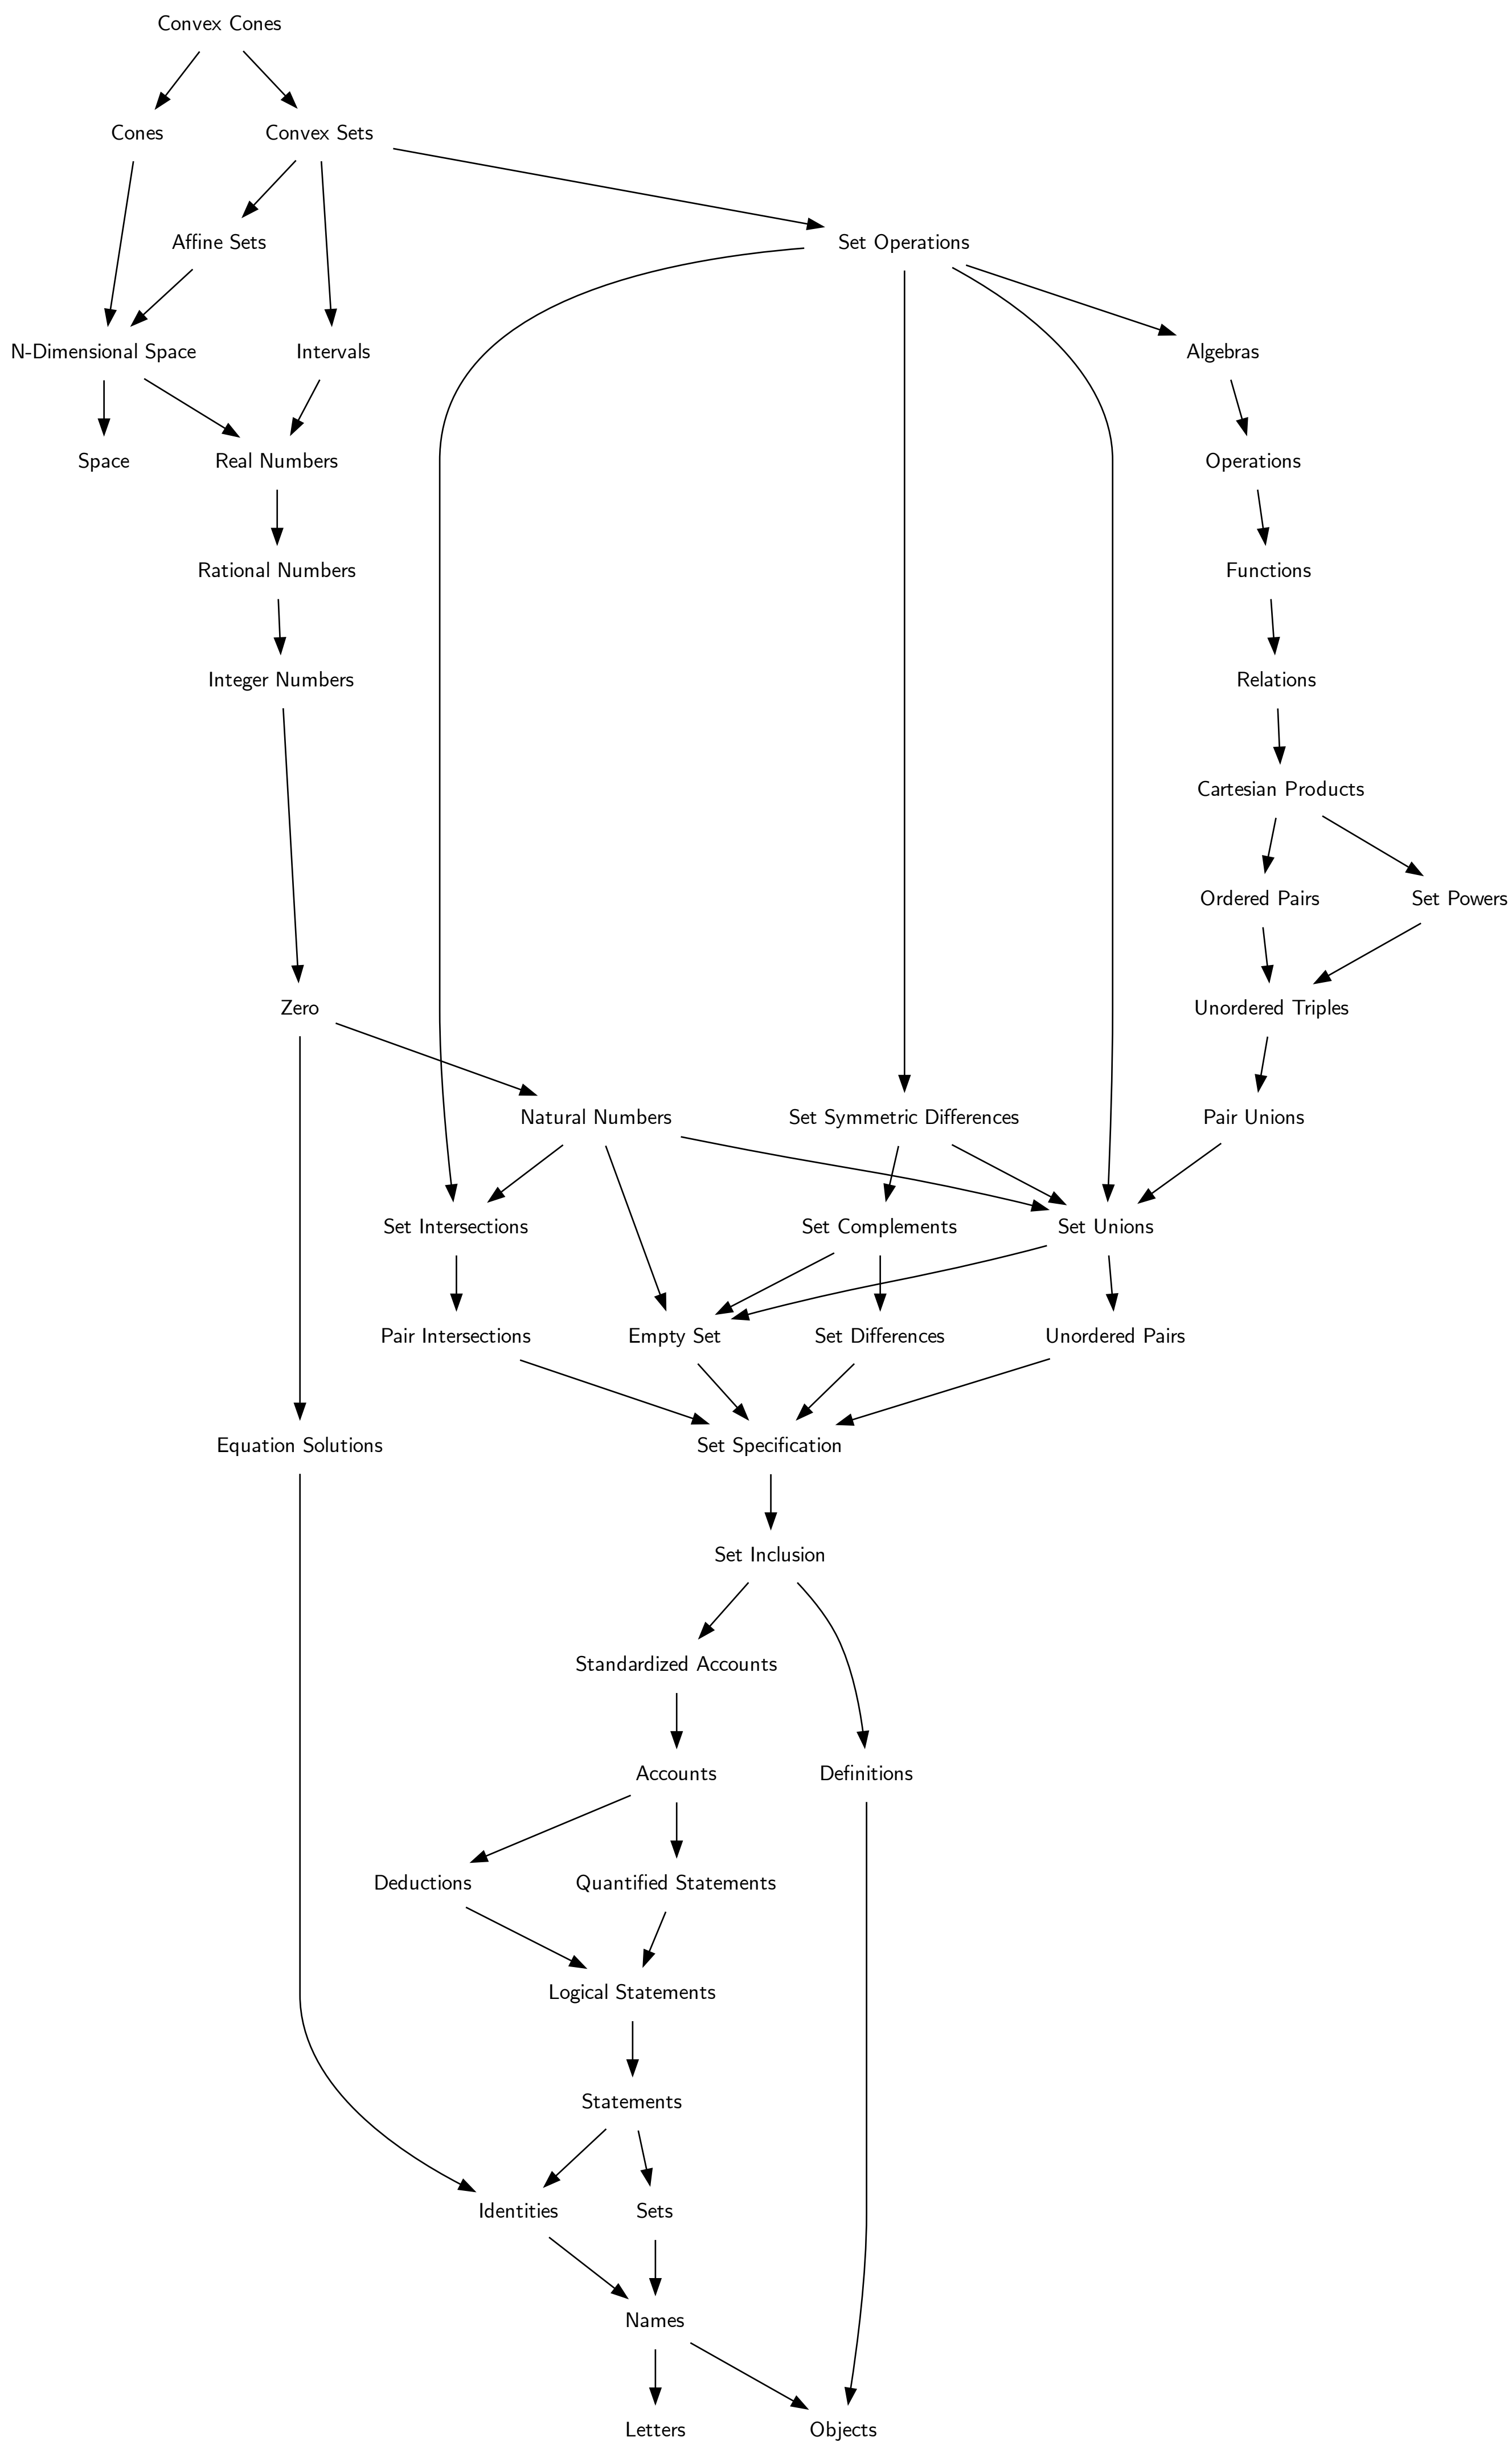 Convex Cones
Cones
Convex Sets
Affine Sets
Set Operations
N-Dimensional Space
Intervals
Algebras
Space
Real Numbers
Operations
Rational Numbers
Functions
Integer Numbers
Relations
Cartesian Products
Ordered Pairs
Set Powers
Zero
Unordered Triples
Natural Numbers
Set Symmetric Differences
Pair Unions
Set Intersections
Set Complements
Set Unions
Pair Intersections
Empty Set
Set Differences
Unordered Pairs
Equation Solutions
Set Specification
Set Inclusion
Standardized Accounts
Accounts
Definitions
Deductions
Quantified Statements
Logical Statements
Statements
Identities
Sets
Names
Letters
Objects